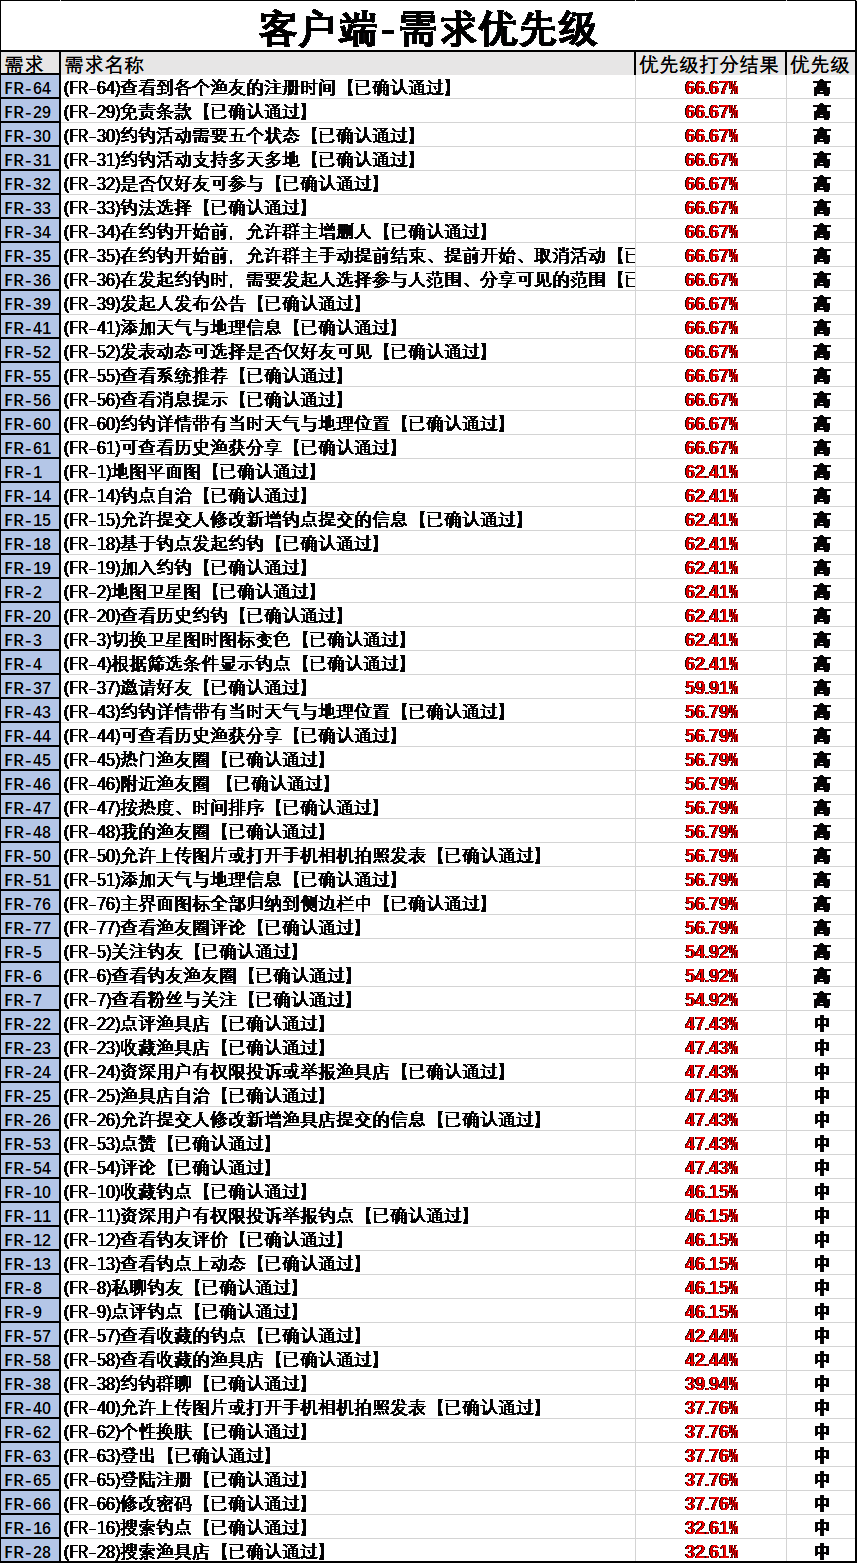 客户端-需求优先级
需求 需求名称 优先级打分结果 优先级
FR-64 (FR-64)查看到各个渔友的注册时间【已确认通过】 66.67% 高
FR-29 (FR-29)免责条款【已确认通过】 66.67% 高
FR-30 (FR-30)约钓活动需要五个状态【已确认通过】 66.67% 高
FR-31 (FR-31)约钓活动支持多天多地【已确认通过】 66.67% 高
FR-32 (FR-32)是否仅好友可参与【已确认通过】 66.67% 高
FR-33 (FR-33)钓法选择【已确认通过】 66.67% 高
FR-34 (FR-34)在约钓开始前，允许群主增删人【已确认通过】 66.67% 高
FR-35 (FR-35)在约钓开始前，允许群主手动提前结束、提前开始、取消活动【已 66.67% 高
FR-36 (FR-36)在发起约钓时，需要发起人选择参与人范围、分享可见的范围【已 66.67% 高
FR-39 (FR-39)发起人发布公告【已确认通过】 66.67% 高
FR-41 (FR-41)添加天气与地理信息【已确认通过】 66.67% 高
FR-52 (FR-52)发表动态可选择是否仅好友可见【已确认通过】 66.67% 高
FR-55 (FR-55)查看系统推荐【已确认通过】 66.67% 高
FR-56 (FR-56)查看消息提示【已确认通过】 66.67% 高
FR-60 (FR-60)约钓详情带有当时天气与地理位置【已确认通过】 66.67% 高
FR-61 (FR-61)可查看历史渔获分享【已确认通过】 66.67% 高
FR-1 (FR-1)地图平面图【已确认通过】 62.41% 高
FR-14 (FR-14)钓点自治【已确认通过】 62.41% 高
FR-15 (FR-15)允许提交人修改新增钓点提交的信息【已确认通过】 62.41% 高
FR-18 (FR-18)基于钓点发起约钓【已确认通过】 62.41% 高
FR-19 (FR-19)加入约钓【已确认通过】 62.41% 高
FR-2 (FR-2)地图卫星图【已确认通过】 62.41% 高
FR-20 (FR-20)查看历史约钓【已确认通过】 62.41% 高
FR-3 (FR-3)切换卫星图时图标变色【已确认通过】 62.41% 高
FR-4 (FR-4)根据筛选条件显示钓点【已确认通过】 62.41% 高
FR-37 (FR-37)邀请好友【已确认通过】 59.91% 高
FR-43 (FR-43)约钓详情带有当时天气与地理位置【已确认通过】 56.79% 高
FR-44 (FR-44)可查看历史渔获分享【已确认通过】 56.79% 高
FR-45 (FR-45)热门渔友圈【已确认通过】 56.79% 高
FR-46 (FR-46)附近渔友圈 【已确认通过】 56.79% 高
FR-47 (FR-47)按热度、时间排序【已确认通过】 56.79% 高
FR-48 (FR-48)我的渔友圈【已确认通过】 56.79% 高
FR-50 (FR-50)允许上传图片或打开手机相机拍照发表【已确认通过】 56.79% 高
FR-51 (FR-51)添加天气与地理信息【已确认通过】 56.79% 高
FR-76 (FR-76)主界面图标全部归纳到侧边栏中【已确认通过】 56.79% 高
FR-77 (FR-77)查看渔友圈评论【已确认通过】 56.79% 高
FR-5 (FR-5)关注钓友【已确认通过】 54.92% 高
FR-6 (FR-6)查看钓友渔友圈【已确认通过】 54.92% 高
FR-7 (FR-7)查看粉丝与关注【已确认通过】 54.92% 高
FR-22 (FR-22)点评渔具店【已确认通过】 47.43% 中
FR-23 (FR-23)收藏渔具店【已确认通过】 47.43% 中
FR-24 (FR-24)资深用户有权限投诉或举报渔具店【已确认通过】 47.43% 中
FR-25 (FR-25)渔具店自治【已确认通过】 47.43% 中
FR-26 (FR-26)允许提交人修改新增渔具店提交的信息【已确认通过】 47.43% 中
FR-53 (FR-53)点赞【已确认通过】 47.43% 中
FR-54 (FR-54)评论【已确认通过】 47.43% 中
FR-10 (FR-10)收藏钓点【已确认通过】 46.15% 中
FR-11 (FR-11)资深用户有权限投诉举报钓点【已确认通过】 46.15% 中
FR-12 (FR-12)查看钓友评价【已确认通过】 46.15% 中
FR-13 (FR-13)查看钓点上动态【已确认通过】 46.15% 中
FR-8 (FR-8)私聊钓友【已确认通过】 46.15% 中
FR-9 (FR-9)点评钓点【已确认通过】 46.15% 中
FR-57 (FR-57)查看收藏的钓点【已确认通过】 42.44% 中
FR-58 (FR-58)查看收藏的渔具店【已确认通过】 42.44% 中
FR-38 (FR-38)约钓群聊【已确认通过】 39.94% 中
FR-40 (FR-40)允许上传图片或打开手机相机拍照发表【已确认通过】 37.76% 中
FR-62 (FR-62)个性换肤【已确认通过】 37.76% 中
FR-63 (FR-63)登出【已确认通过】 37.76% 中
FR-65 (FR-65)登陆注册【已确认通过】 37.76% 中
FR-66 (FR-66)修改密码【已确认通过】 37.76% 中
FR-16 (FR-16)搜索钓点【已确认通过】 32.61% 中
FR-28 (FR-28)搜索渔具店【已确认通过】 32.61% 中